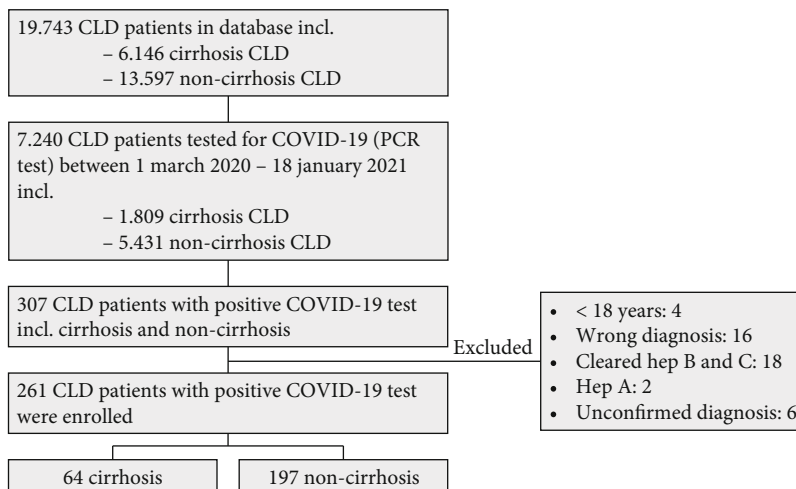 19.743 CLD patients in database incl.
– 6.146 cirrhosis CLD
– 13.597 non-cirrhosis CLD
7.240 CLD patients tested for COVID-19 (PCR
test) between 1 march 2020 – 18 january 2021
incl.
– 1.809 cirrhosis CLD
– 5.431 non-cirrhosis CLD
307 CLD patients with positive COVID-19 test
incl. cirrhosis and non-cirrhosis
Excluded
• < 18 years: 4
• Wrong diagnosis: 16
• Cleared hep B and C: 18
• Hep A: 2
• Unconfirmed diagnosis: 6
261 CLD patients with positive COVID-19 test
were enrolled
64 cirrhosis
197 non-cirrhosis